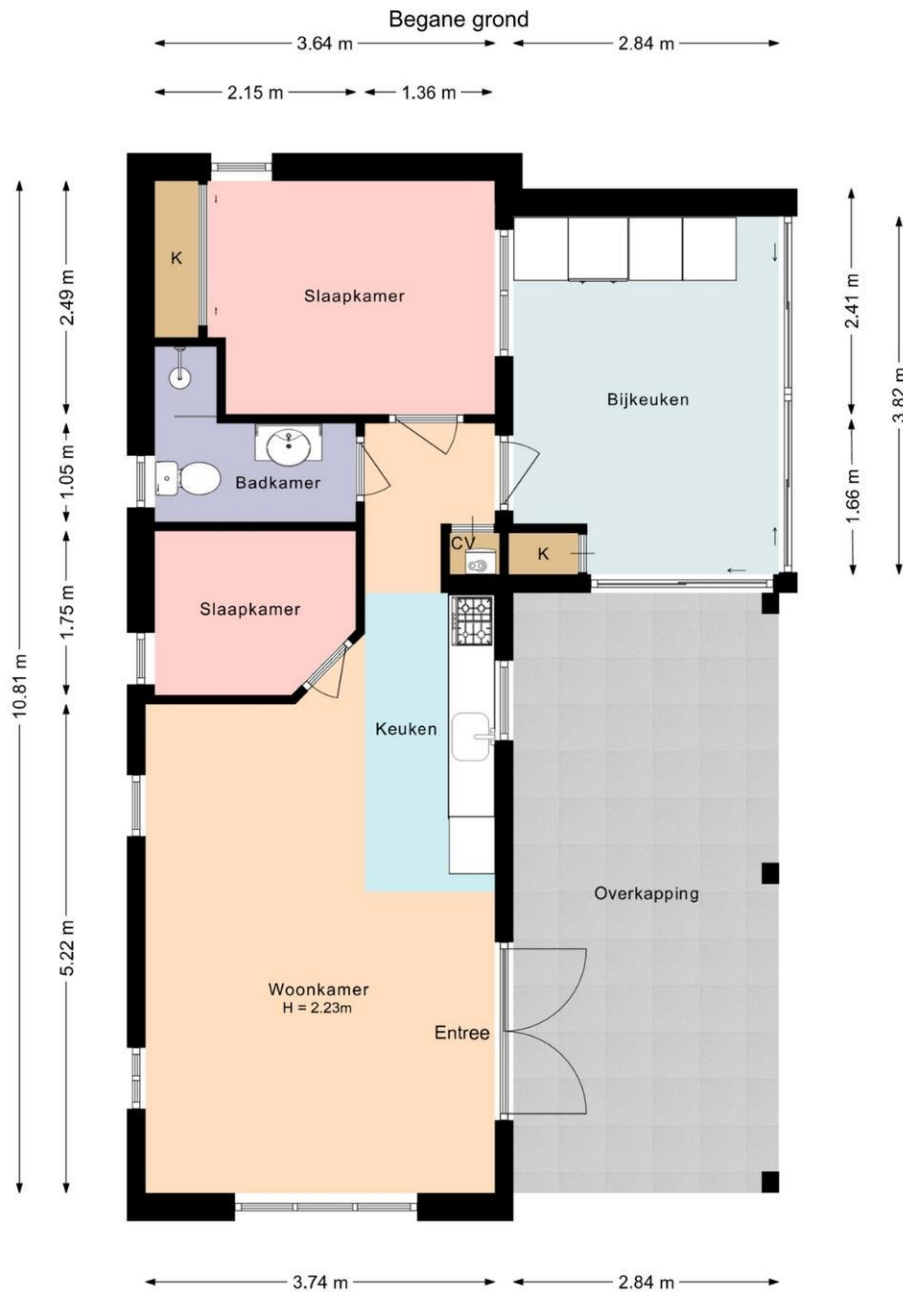 Begane grond
3.64 m
2.84 m
2.15 m
1.36 m
K
Slaapkamer
2.49 m
2.41 m
3.82 m
Bijkeuken
Badkamer
1.05 m
1.66 m
CV
K
Slaapkamer
1.75 m
10.81 m
Keuken
Overkapping
5.22 m
Woonkamer
H = 2.23m
Entree
3.74 m
2.84 m